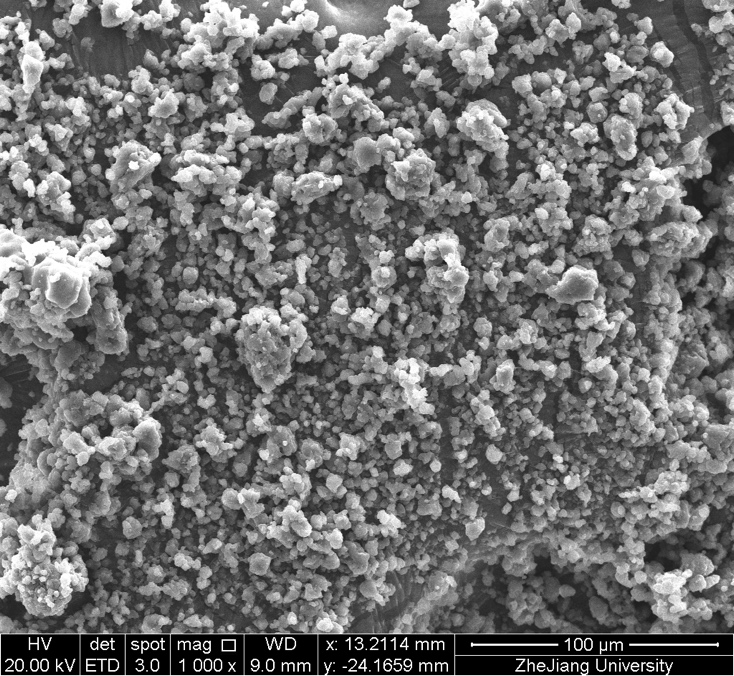 HV det spot mag □ WD x: 13.2114 mm 100 µm
20.00 kV ETD 3.0 1 000 x 9.0 mm y: -24.1659 mm ZheJiang University